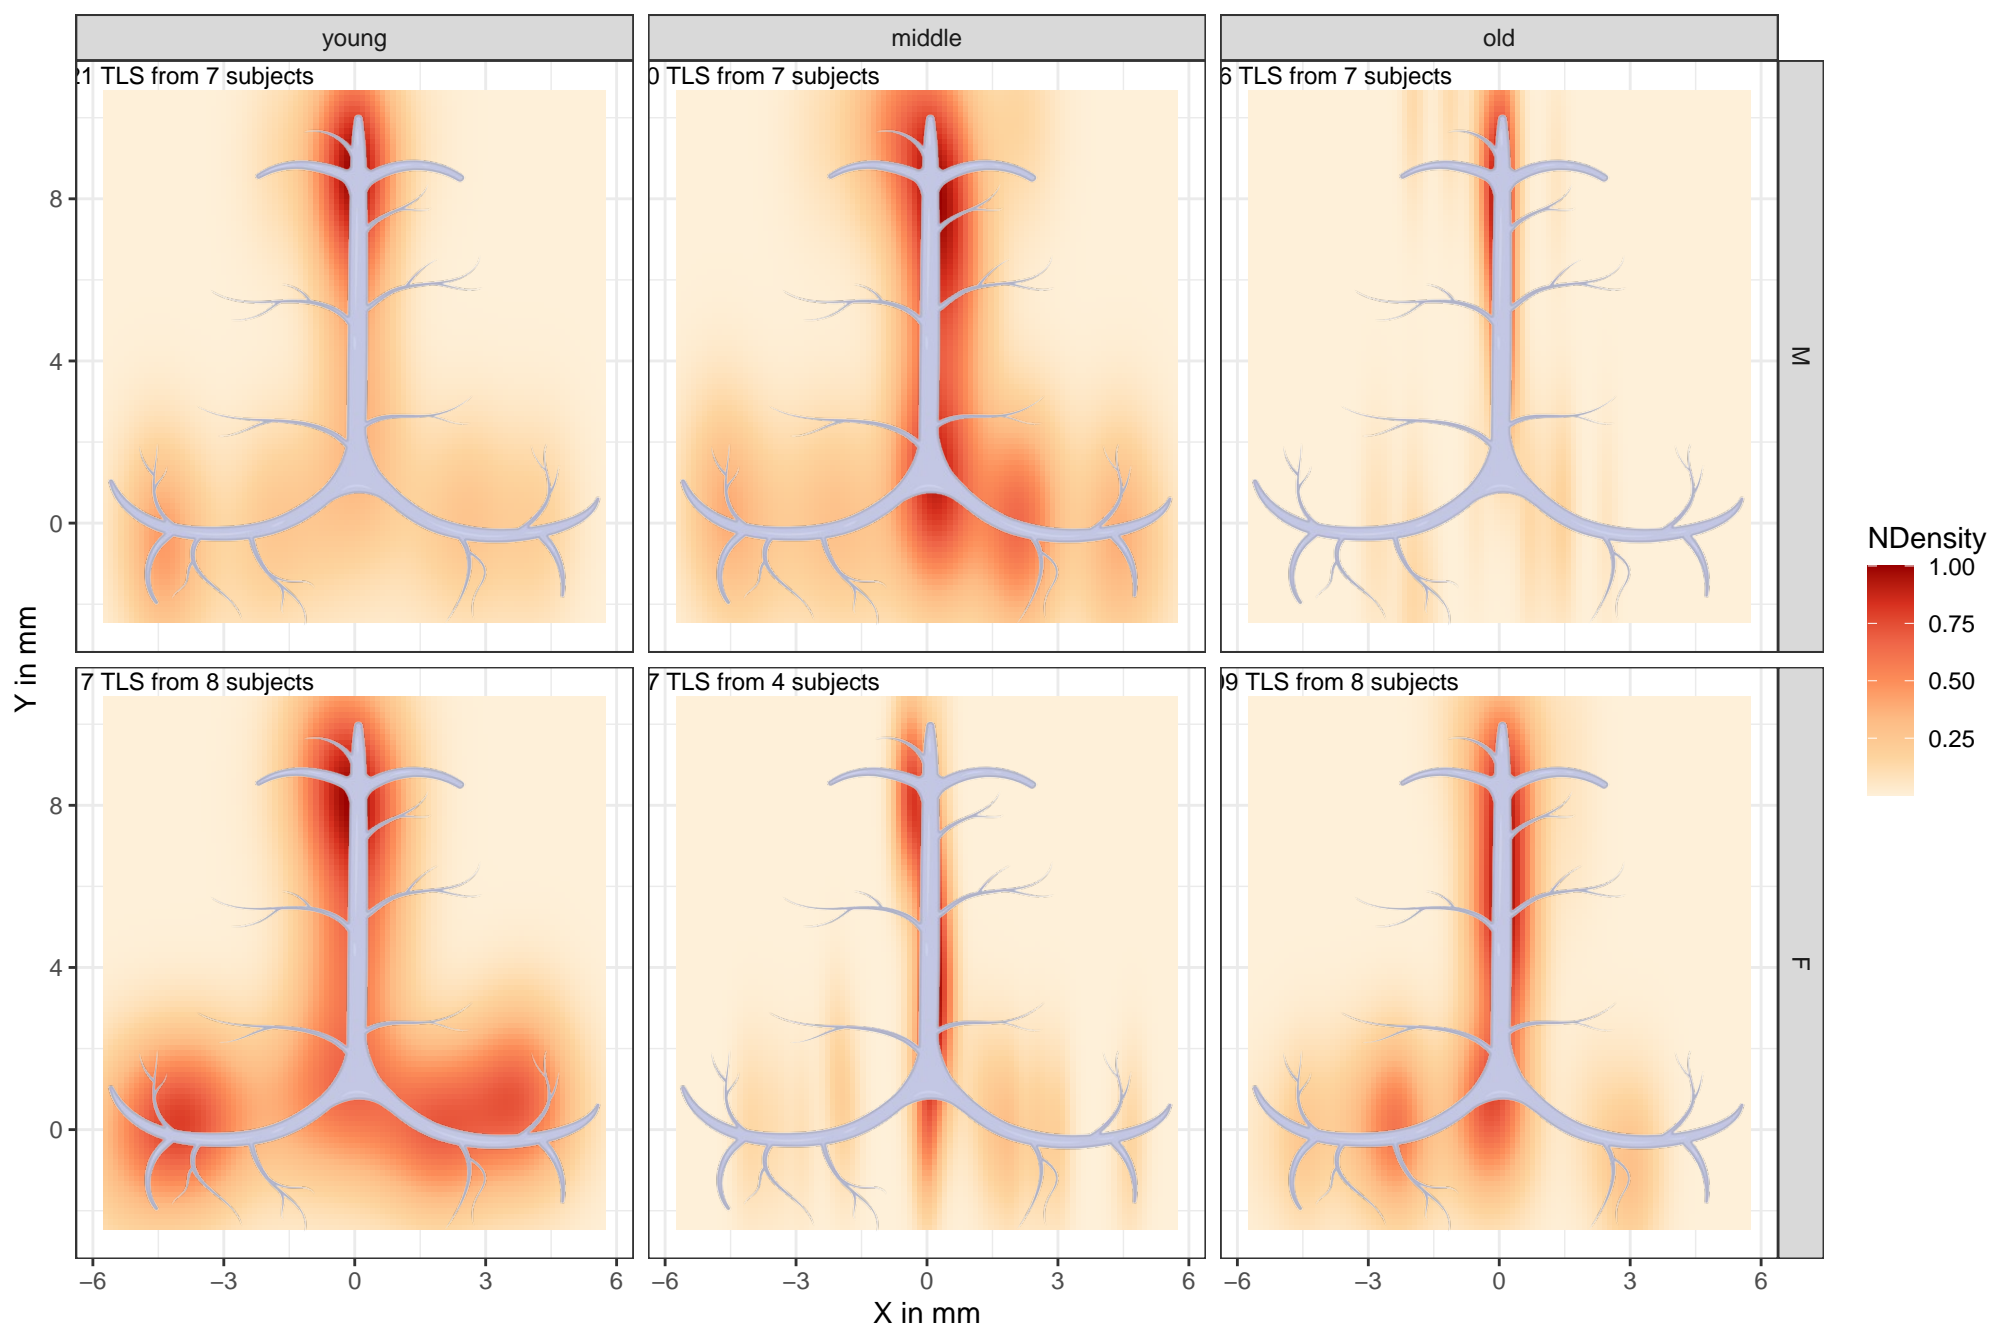 young
middle
old
21 TLS from 7 subjects
0 TLS from 7 subjects
6 TLS from 7 subjects
M
8
4
0
Y in mm
7 TLS from 8 subjects
7 TLS from 4 subjects
09 TLS from 8 subjects
F
8
4
0
−6 −3 0 3 6
−6 −3 0 3 6
−6 −3 0 3 6
X in mm
NDensity
1.00
0.75
0.50
0.25